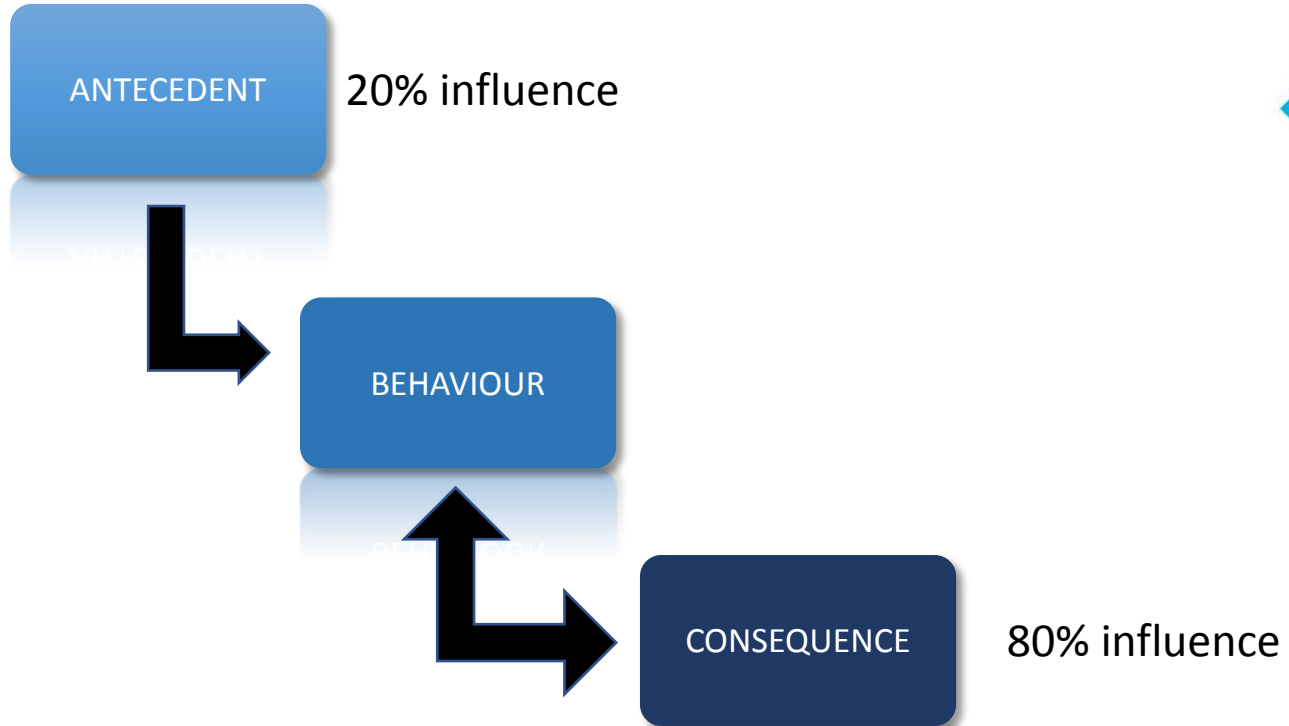 ANTECEDENT
20% influence
BEHAVIOUR
CONSEQUENCE
80% influence